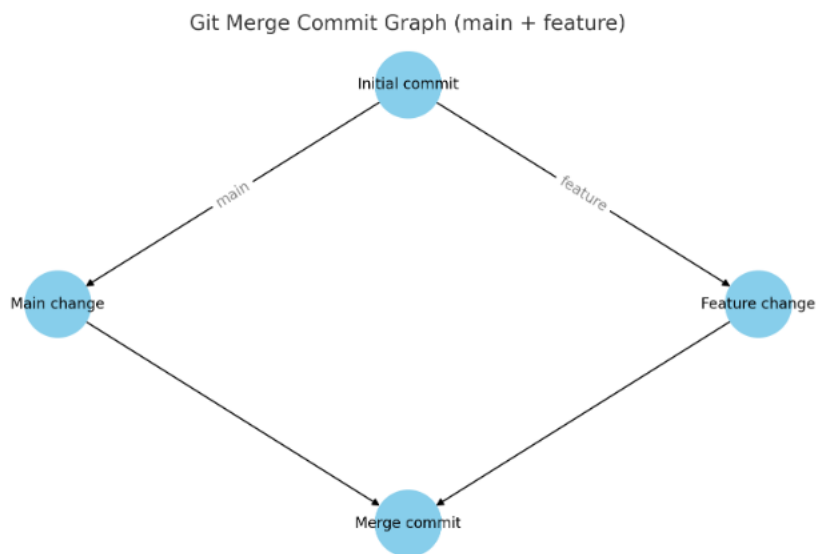 Git Merge Commit Graph (main + feature)
Initial commit
main
feature
Main change
Feature change
Merge commit